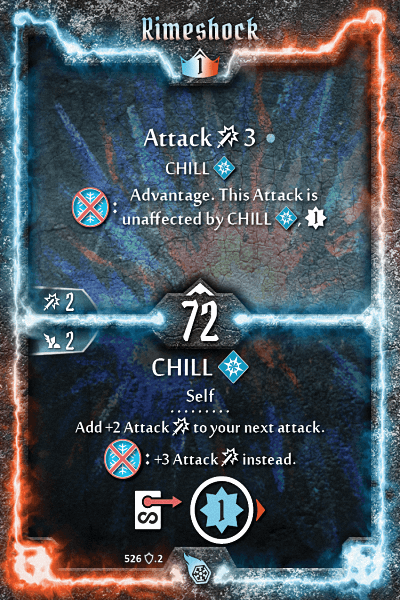 Rimeshock
1
Attack 3
CHILL
: Advantage. This Attack is
unaffected by CHILL, 1
2
72
2
CHILL
Self
Add +2 Attack to your next attack.
: +3 Attack instead.
1
526 .2